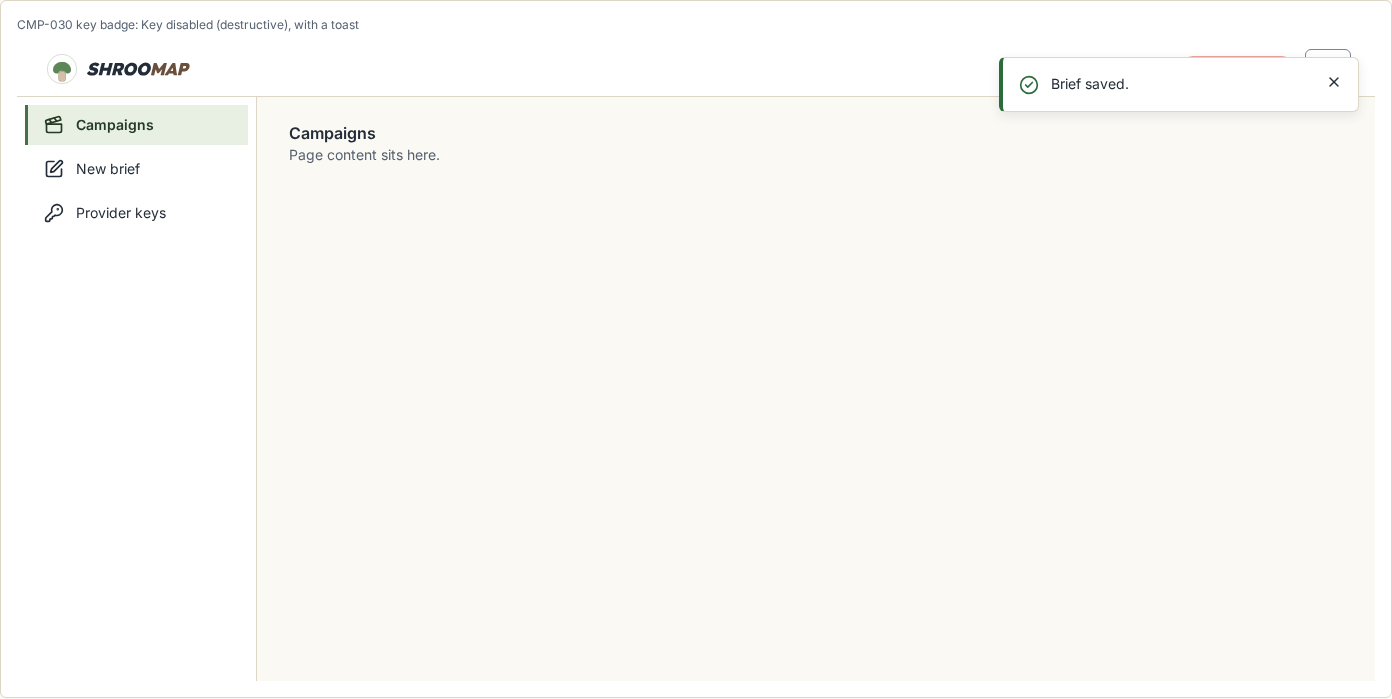 CMP-030 key badge: Key disabled (destructive), with a toast
SHROOMAP
Brief saved.
Campaigns
New brief
Provider keys
Campaigns
Page content sits here.